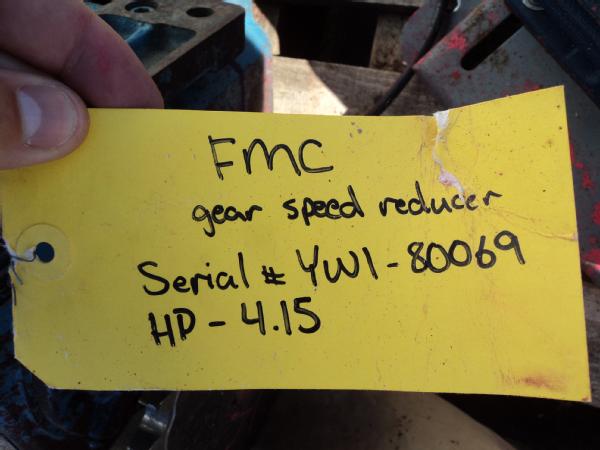 FMC
gear speed reducer
Serial # YW1-80069
HP - 4.15